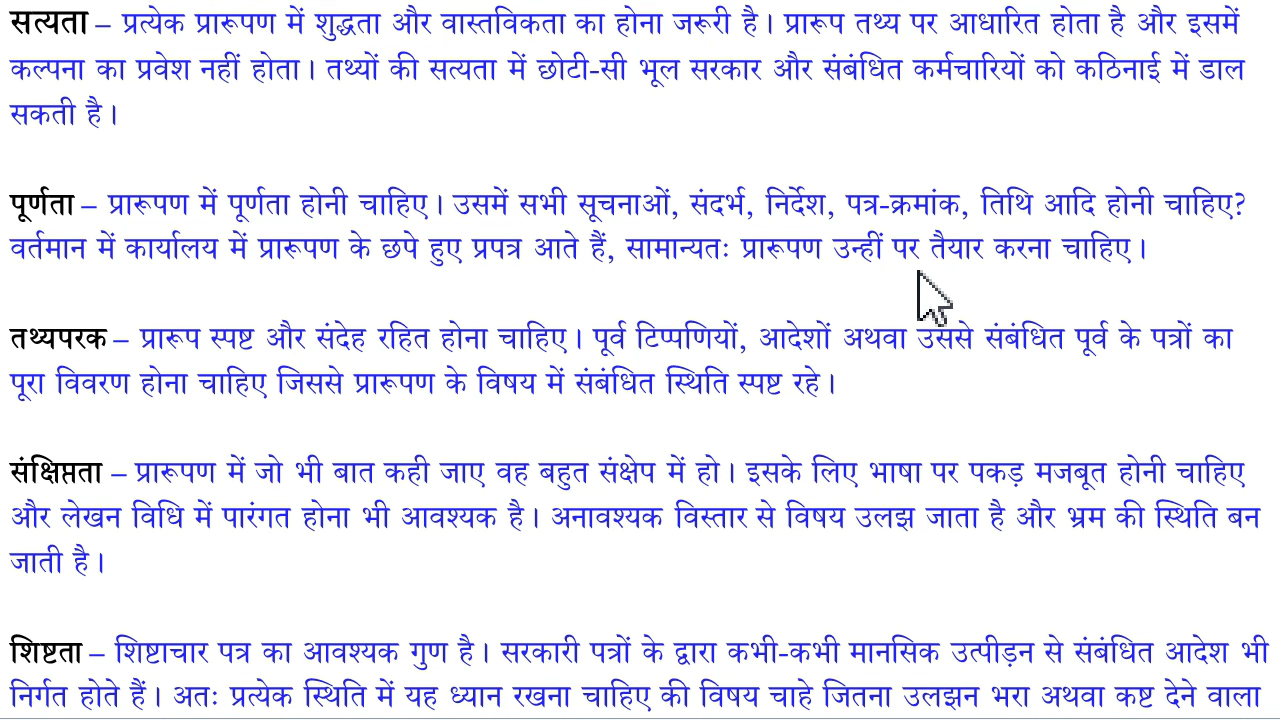 सत्यता – प्रत्येक प्रारूपण में शुद्धता और वास्तविकता का होना जरूरी है। प्रारूप तथ्य पर आधारित होता है और इसमें
कल्पना का प्रवेश नहीं होता। तथ्यों की सत्यता में छोटी-सी भूल सरकार और संबंधित कर्मचारियों को कठिनाई में डाल
सकती है।
पूर्णता – प्रारूपण में पूर्णता होनी चाहिए। उसमें सभी सूचनाओं, संदर्भ, निर्देश, पत्र-क्रमांक, तिथि आदि होनी चाहिए?
वर्तमान में कार्यालय में प्रारूपण के छपे हुए प्रपत्र आते हैं, सामान्यतः प्रारूपण उन्हीं पर तैयार करना चाहिए।
तथ्यपरक – प्रारूप स्पष्ट और संदेह रहित होना चाहिए। पूर्व टिप्पणियों, आदेशों अथवा उससे संबंधित पूर्व के पत्रों का
पूरा विवरण होना चाहिए जिससे प्रारूपण के विषय में संबंधित स्थिति स्पष्ट रहे।
संक्षिप्तता – प्रारूपण में जो भी बात कही जाए वह बहुत संक्षेप में हो। इसके लिए भाषा पर पकड़ मजबूत होनी चाहिए
और लेखन विधि में पारंगत होना भी आवश्यक है। अनावश्यक विस्तार से विषय उलझ जाता है और भ्रम की स्थिति बन
जाती है।
शिष्टता – शिष्टाचार पत्र का आवश्यक गुण है। सरकारी पत्रों के द्वारा कभी-कभी मानसिक उत्पीड़न से संबंधित आदेश भी
निर्गत होते हैं। अतः प्रत्येक स्थिति में यह ध्यान रखना चाहिए की विषय चाहे जितना उलझन भरा अथवा कष्ट देने वाला